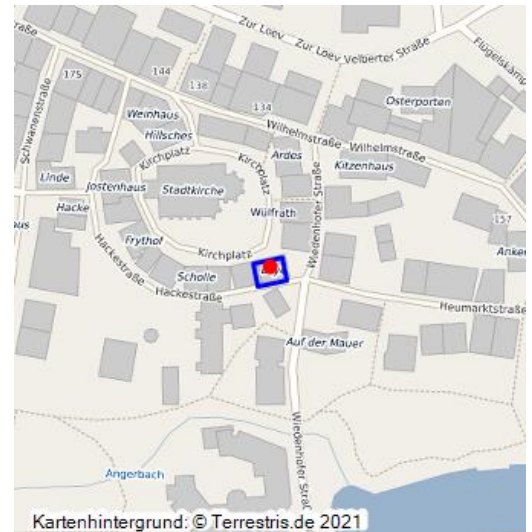 Zur Loev
Zur Loev Velberter Straße
Flügelskamp
144
175
138
134
Osterporten
Schwanenstraße
Weinhaus
Hillsches
Wilhelmstraße
Wilhelmstraße
Kirchplatz
Ardes
Kitzenhaus
Linde
Jostenhaus
Stadtkirche
Kirchplatz
Wiedenhofer Straße
Hacke
Wülfrath
157
Frythof
Kirchplatz
Anker
Hackestraße
Scholle
Hackestraße
Heumarktstraße
Auf der Mauer
Wiedenhofer Straß
Angerbach
Kartenhintergrund: © Terrestris.de 2021